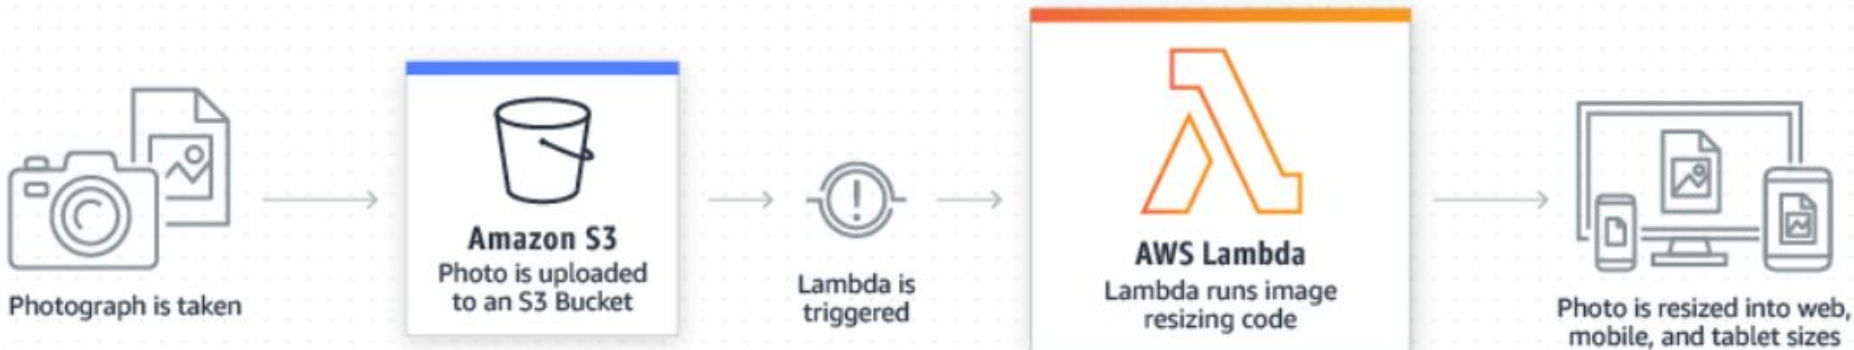 Photograph is taken
Amazon S3
Photo is uploaded
to an S3 Bucket
Lambda is
triggered
AWS Lambda
Lambda runs image
resizing code
Photo is resized into web,
mobile, and tablet sizes